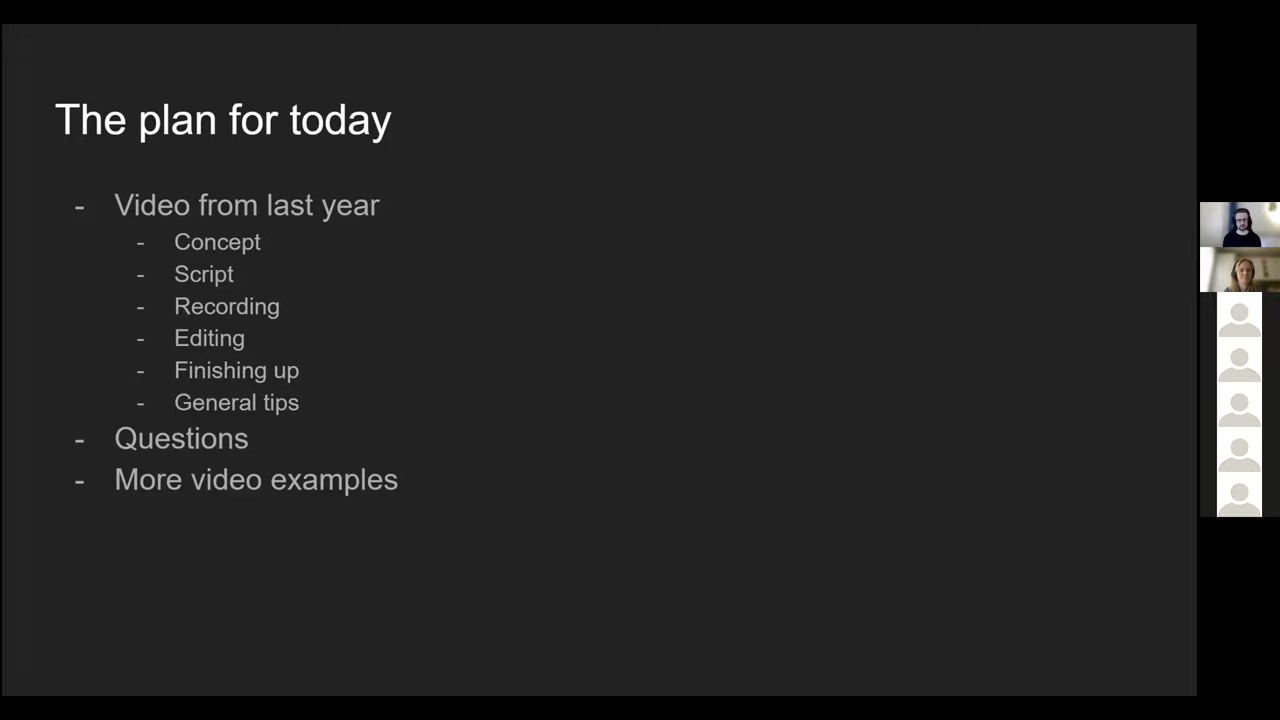 The plan for today
- Video from last year
- Concept
- Script
- Recording
- Editing
- Finishing up
- General tips
- Questions
- More video examples